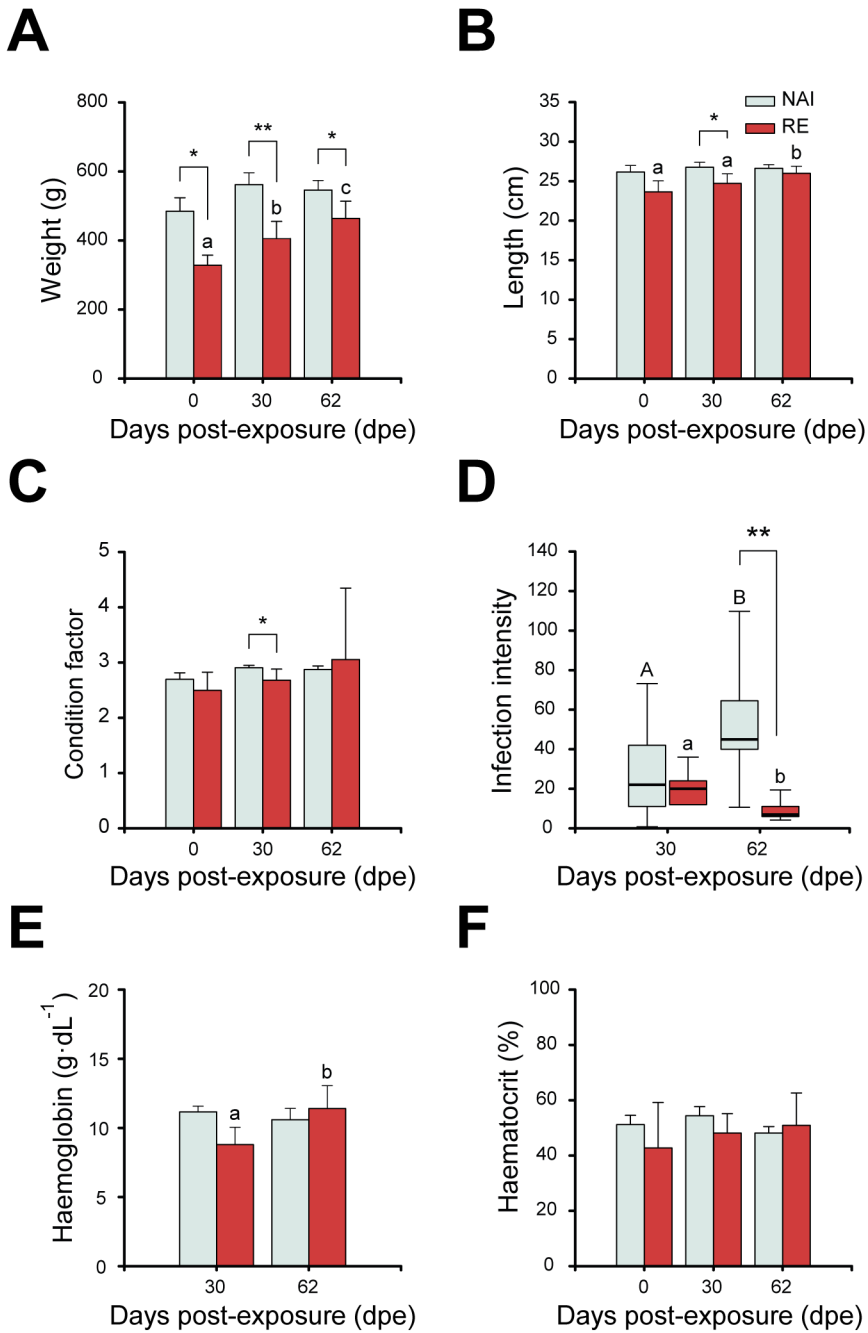 A
B
800
600
400
200
0
Weight (g)
*
**
*
a
b
c
0 30 62
Days post-exposure (dpe)
35
30
25
20
15
10
5
0
Length (cm)
NAI
RE
*
a
a
b
0 30 62
Days post-exposure (dpe)
C
D
5
4
3
2
1
0
Condition factor
*
0 30 62
Days post-exposure (dpe)
140
120
100
80
60
40
20
0
Infection intensity
**
A
B
a
b
30 62
Days post-exposure (dpe)
E
F
20
15
10
5
0
Haemoglobin (g·dL⁻¹)
a
b
30 62
Days post-exposure (dpe)
100
80
60
40
20
0
Haematocrit (%)
0 30 62
Days post-exposure (dpe)